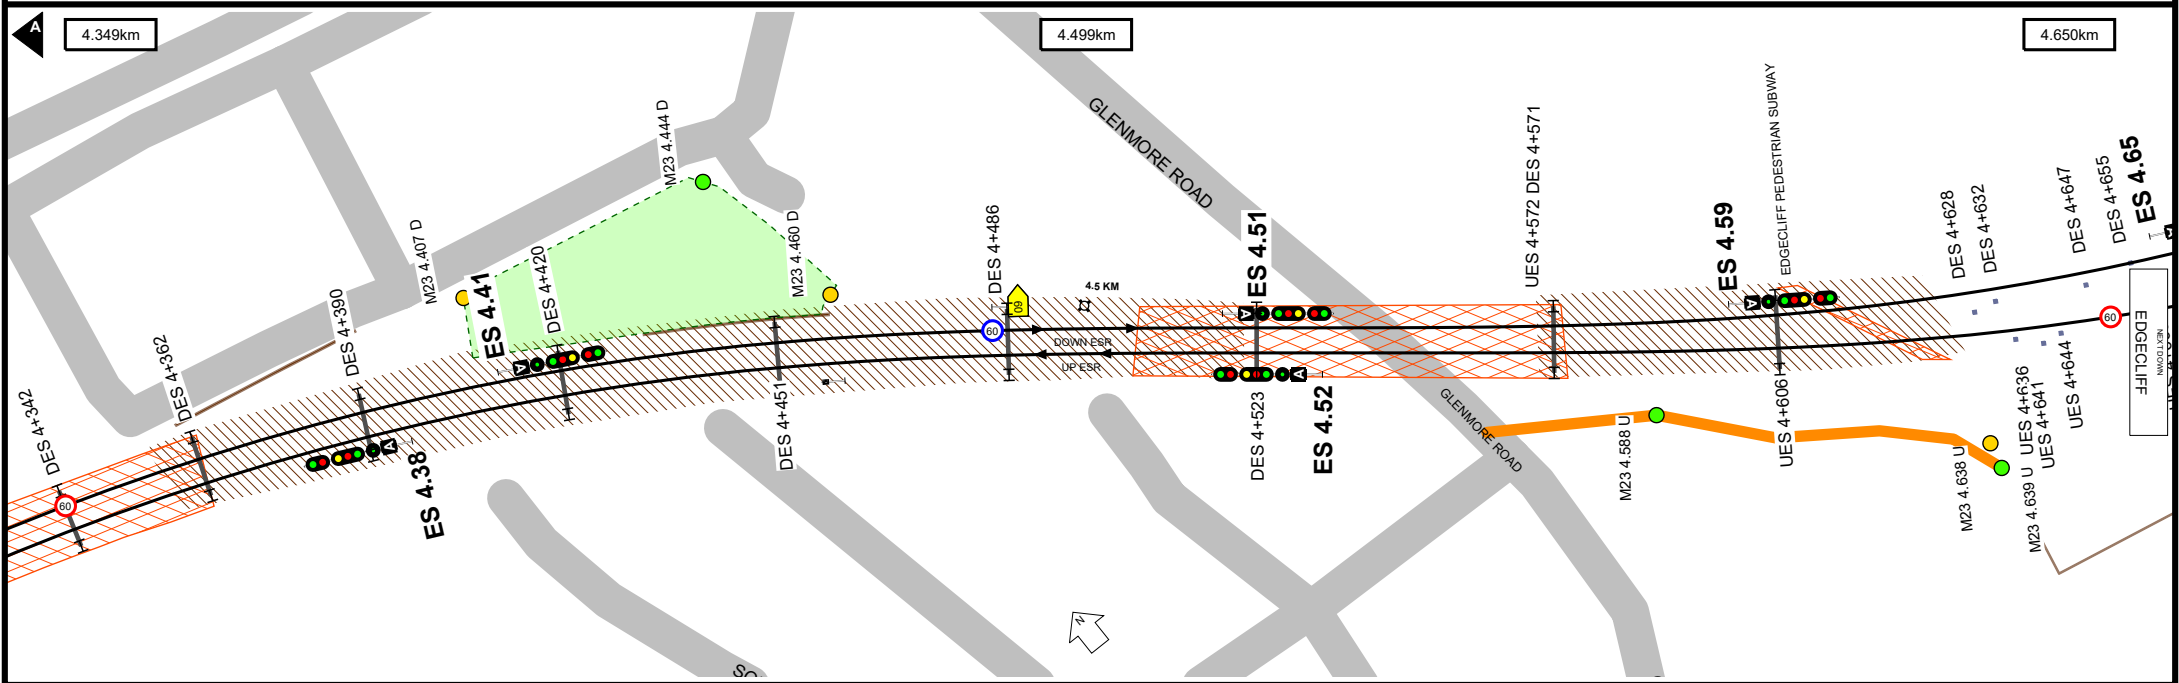 A
4.349km
4.499km
4.650km
DES 4+342
DES 4+362
DES 4+390
M23 4.407 D
ES 4.41
DES 4+420
M23 4.444 D
M23 4.460 D
DES 4+486
60
60
4.5 KM
DOWN ESR
UP ESR
GLENMORE ROAD
ES 4.51
A
UES 4+572 DES 4+571
ES 4.59
A
EDGECLIFF PEDESTRIAN SUBWAY
DES 4+628
DES 4+632
DES 4+647
DES 4+655
ES 4.65
A
60
A
ES 4.38
A
DES 4+451
DES 4+523
A
ES 4.52
GLENMORE ROAD
M23 4.588 U
UES 4+606
M23 4.638 U
M23 4.639 U
UES 4+636
UES 4+641
UES 4+644
60
EDGECLIFF
NEXT DOWN
N